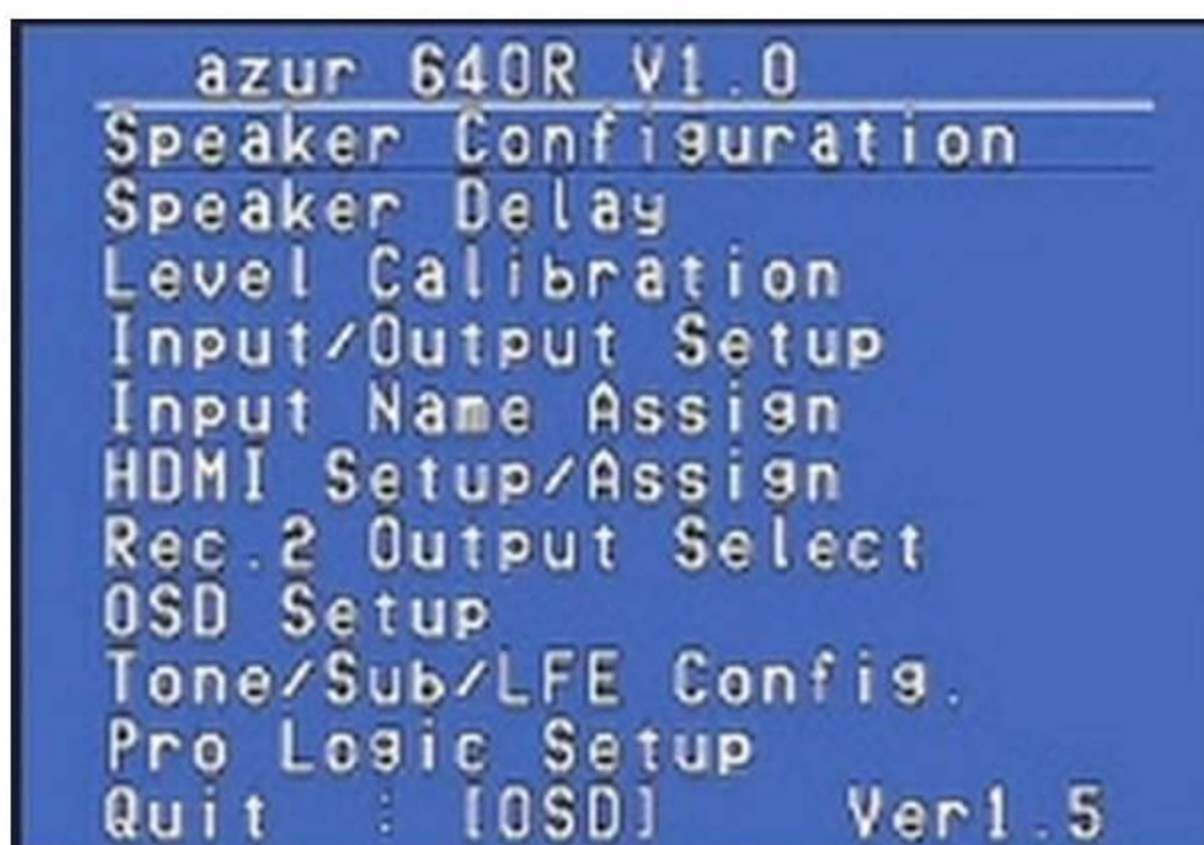 azur 640R V1.0
Speaker Configuration
Speaker Delay
Level Calibration
Input/Output Setup
Input Name Assign
HDMI Setup/Assign
Rec.2 Output Select
OSD Setup
Tone/Sub/LFE Config.
Pro Logic Setup
Quit : [OSD] Ver1.5